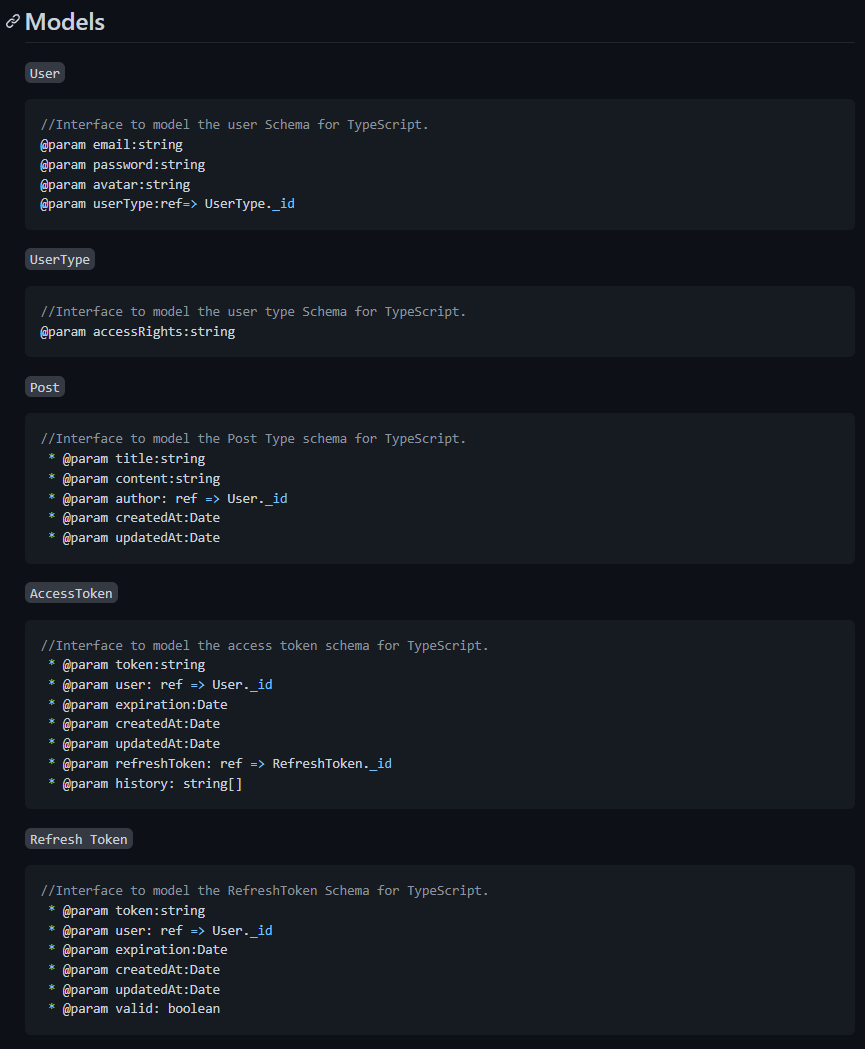 Models
User
//Interface to model the user Schema for TypeScript.
@param email:string
@param password:string
@param avatar:string
@param userType:ref=> UserType._id
UserType
//Interface to model the user type Schema for TypeScript.
@param accessRights:string
Post
//Interface to model the Post Type schema for TypeScript.
* @param title:string
* @param content:string
* @param author: ref => User._id
* @param createdAt:Date
* @param updatedAt:Date
AccessToken
//Interface to model the access token schema for TypeScript.
* @param token:string
* @param user: ref => User._id
* @param expiration:Date
* @param createdAt:Date
* @param updatedAt:Date
* @param refreshToken: ref => RefreshToken._id
* @param history: string[]
Refresh Token
//Interface to model the RefreshToken Schema for TypeScript.
* @param token:string
* @param user: ref => User._id
* @param expiration:Date
* @param createdAt:Date
* @param updatedAt:Date
* @param valid: boolean